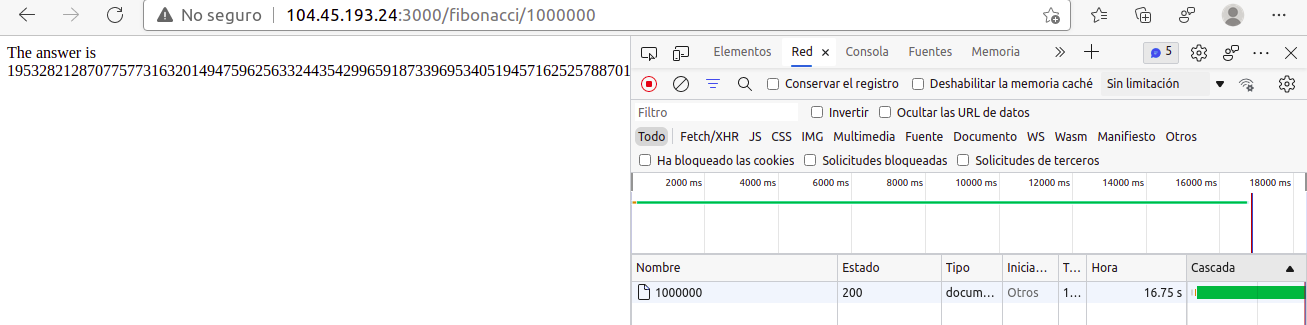 No seguro | 104.45.193.24:3000/fibonacci/1000000
The answer is
195328212870775773163201494759625633244354299659187339695340519457162525788701
Elementos Red Consola Fuentes Memoria 5
Conservar el registro Deshabilitar la memoria caché Sin limitación
Filtro Invertir Ocultar las URL de datos
Todo Fetch/XHR JS CSS IMG Multimedia Fuente Documento WS Wasm Manifiesto Otros
Ha bloqueado las cookies Solicitudes bloqueadas Solicitudes de terceros
2000 ms 4000 ms 6000 ms 8000 ms 10000 ms 12000 ms 14000 ms 16000 ms 18000 ms
Nombre Estado Tipo Inicia... T... Hora Cascada
1000000 200 docum... Otros 1... 16.75 s